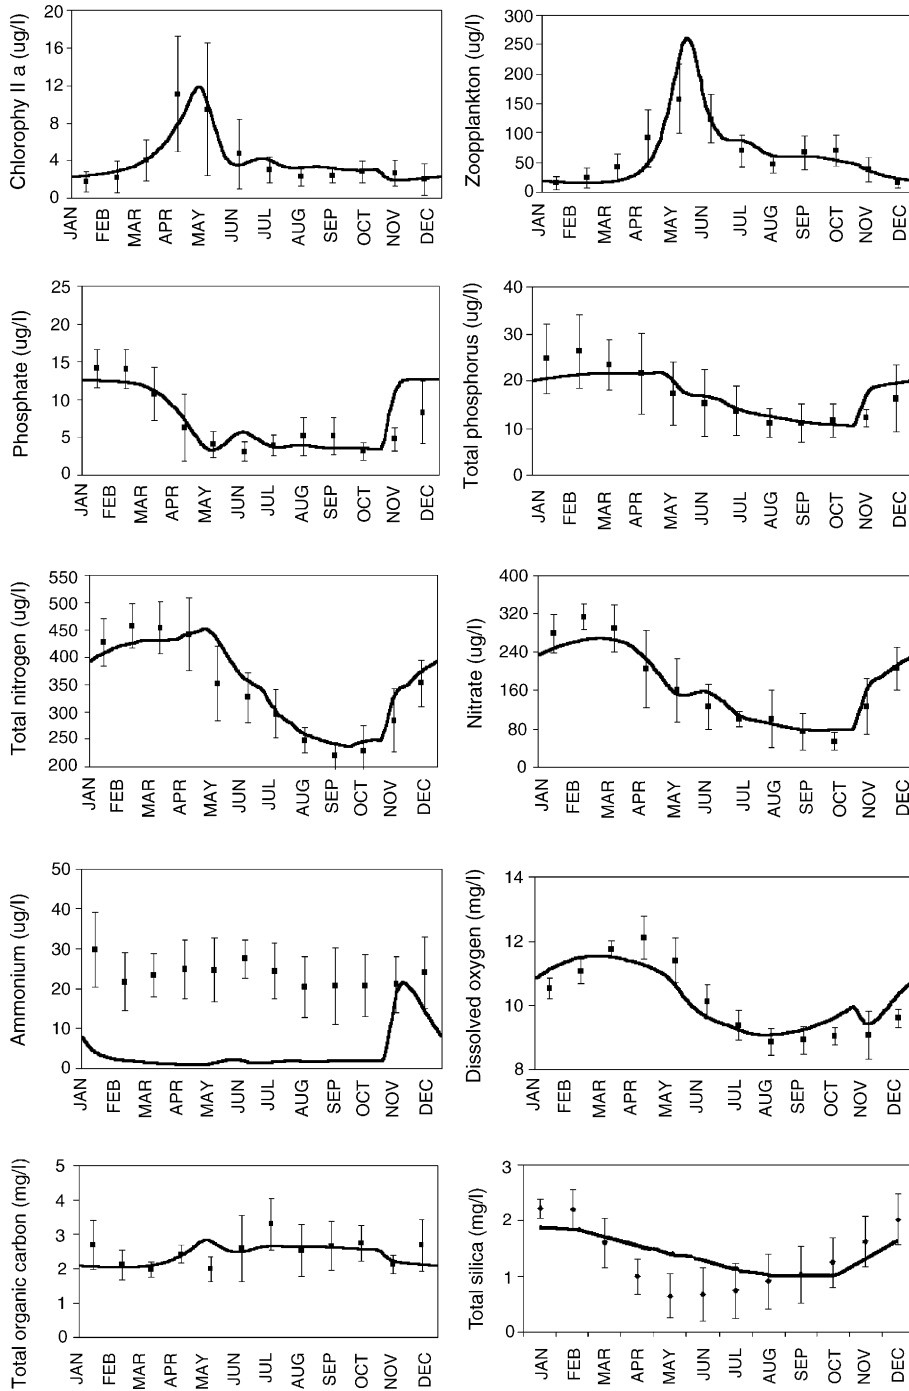 Chlorophy II a (ug/l)
20
16
12
8
4
0
JAN FEB MAR APR MAY JUN JUL AUG SEP OCT NOV DEC
Zoopplankton (ug/l)
300
250
200
150
100
50
0
JAN FEB MAR APR MAY JUN JUL AUG SEP OCT NOV DEC
Phosphate (ug/l)
25
20
15
10
5
0
JAN FEB MAR APR MAY JUN JUL AUG SEP OCT NOV DEC
Total phosphorus (ug/l)
40
30
20
10
0
JAN FEB MAR APR MAY JUN JUL AUG SEP OCT NOV DEC
Total nitrogen (ug/l)
550
500
450
400
350
300
250
200
JAN FEB MAR APR MAY JUN JUL AUG SEP OCT NOV DEC
Nitrate (ug/l)
400
320
240
160
80
0
JAN FEB MAR APR MAY JUN JUL AUG SEP OCT NOV DEC
Ammonium (ug/l)
50
40
30
20
10
0
JAN FEB MAR APR MAY JUN JUL AUG SEP OCT NOV DEC
Dissolved oxygen (mg/l)
14
12
10
8
JAN FEB MAR APR MAY JUN JUL AUG SEP OCT NOV DEC
Total organic carbon (mg/l)
5
4
3
2
1
0
JAN FEB MAR APR MAY JUN JUL AUG SEP OCT NOV DEC
Total silica (mg/l)
3
2
1
0
JAN FEB MAR APR MAY JUN JUL AUG SEP OCT NOV DEC